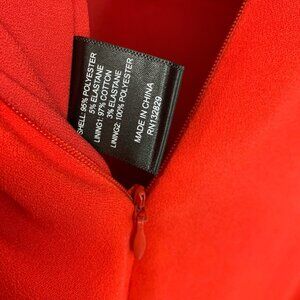 SHELL: 95% POLYESTER
5% ELASTANE
LINING1: 97% COTTON
3% ELASTANE
LINING2: 100% POLYESTER
MADE IN CHINA
RN132829